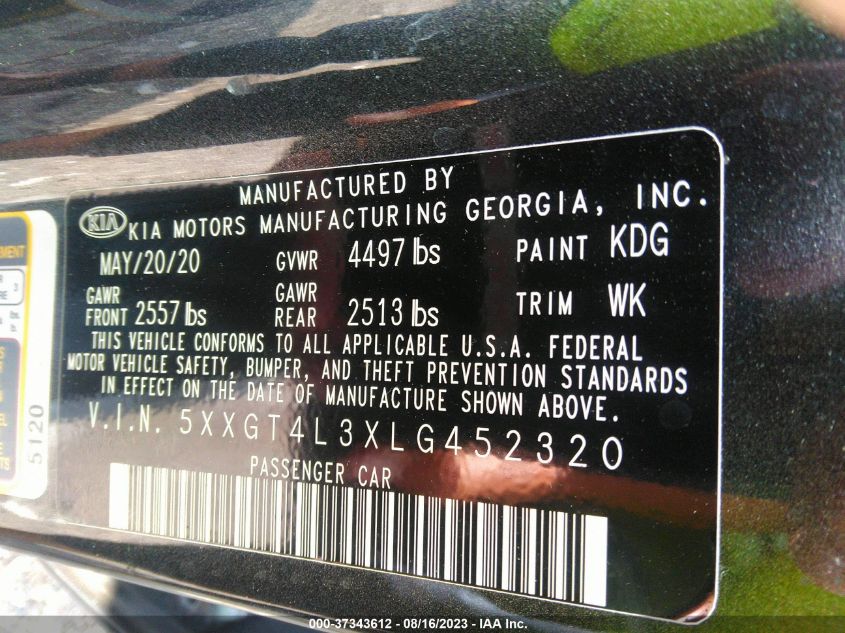 MANUFACTURED BY
KIA KIA MOTORS MANUFACTURING GEORGIA, INC.
MAY/20/20 GVWR 4497 lbs PAINT KDG
GAWR FRONT 2557 lbs GAWR REAR 2513 lbs TRIM WK
THIS VEHICLE CONFORMS TO ALL APPLICABLE U.S.A. FEDERAL
MOTOR VEHICLE SAFETY, BUMPER, AND THEFT PREVENTION STANDARDS
IN EFFECT ON THE DATE OF MANUFACTURE SHOWN ABOVE.
V.I.N. 5XXGT4L3XLG452320
PASSENGER CAR
5120
000-37343612 - 08/16/2023 - IAA Inc.